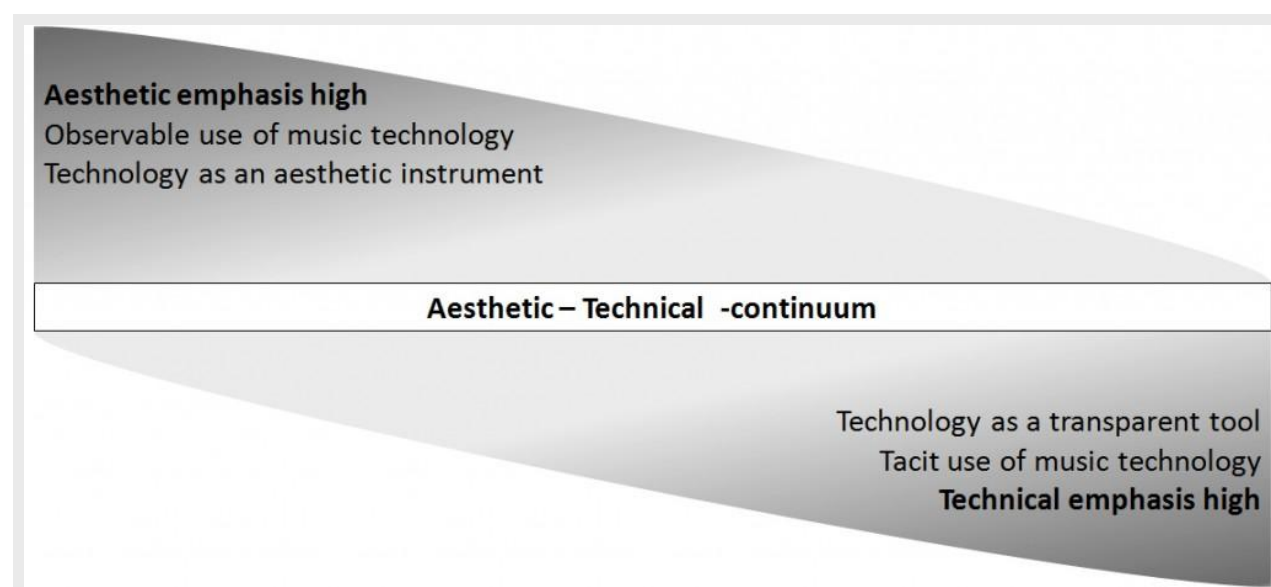 Aesthetic emphasis high
Observable use of music technology
Technology as an aesthetic instrument
Aesthetic – Technical -continuum
Technology as a transparent tool
Tacit use of music technology
Technical emphasis high